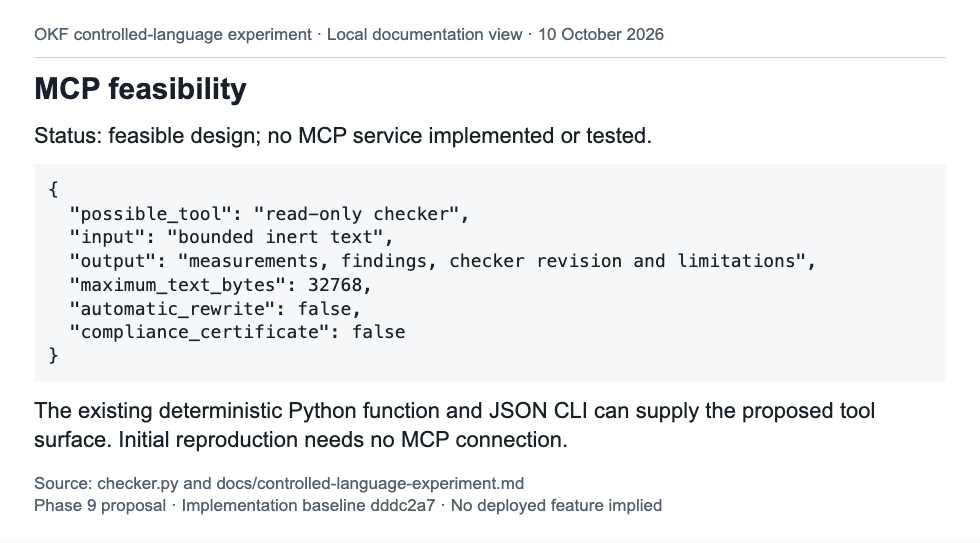 OKF controlled-language experiment · Local documentation view · 10 October 2026
MCP feasibility
Status: feasible design; no MCP service implemented or tested.
{
  "possible_tool": "read-only checker",
  "input": "bounded inert text",
  "output": "measurements, findings, checker revision and limitations",
  "maximum_text_bytes": 32768,
  "automatic_rewrite": false,
  "compliance_certificate": false
}
The existing deterministic Python function and JSON CLI can supply the proposed tool
surface. Initial reproduction needs no MCP connection.
Source: checker.py and docs/controlled-language-experiment.md
Phase 9 proposal · Implementation baseline dddc2a7 · No deployed feature implied